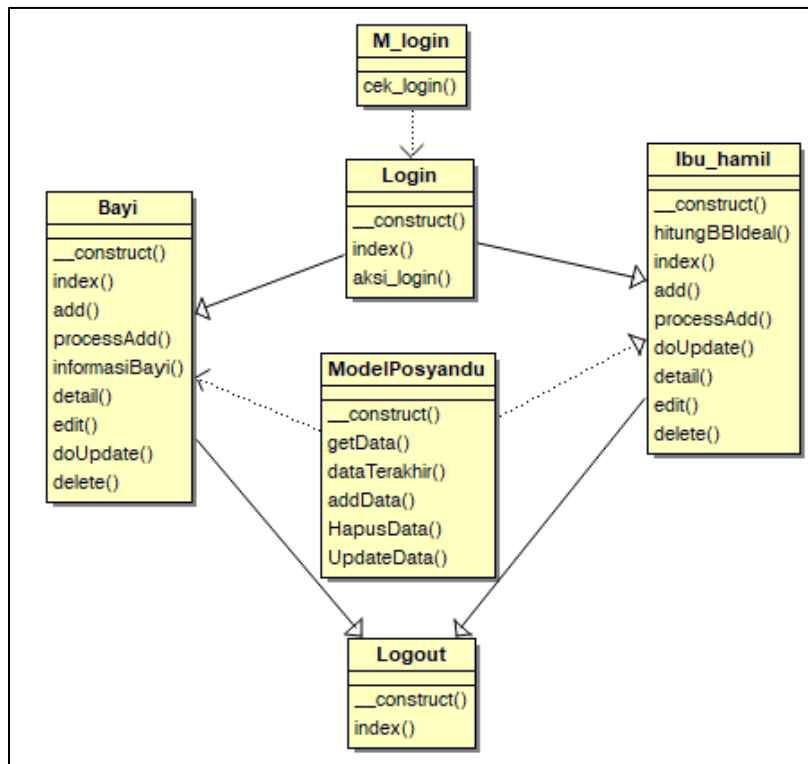 M_login
cek_login()
Login
__construct()
index()
aksi_login()
Bayi
__construct()
index()
add()
processAdd()
informasiBayi()
detail()
edit()
doUpdate()
delete()
Ibu_hamil
__construct()
hitungBBIdeal()
index()
add()
processAdd()
doUpdate()
detail()
edit()
delete()
ModelPosyandu
__construct()
getData()
dataTerakhir()
addData()
HapusData()
UpdateData()
Logout
__construct()
index()